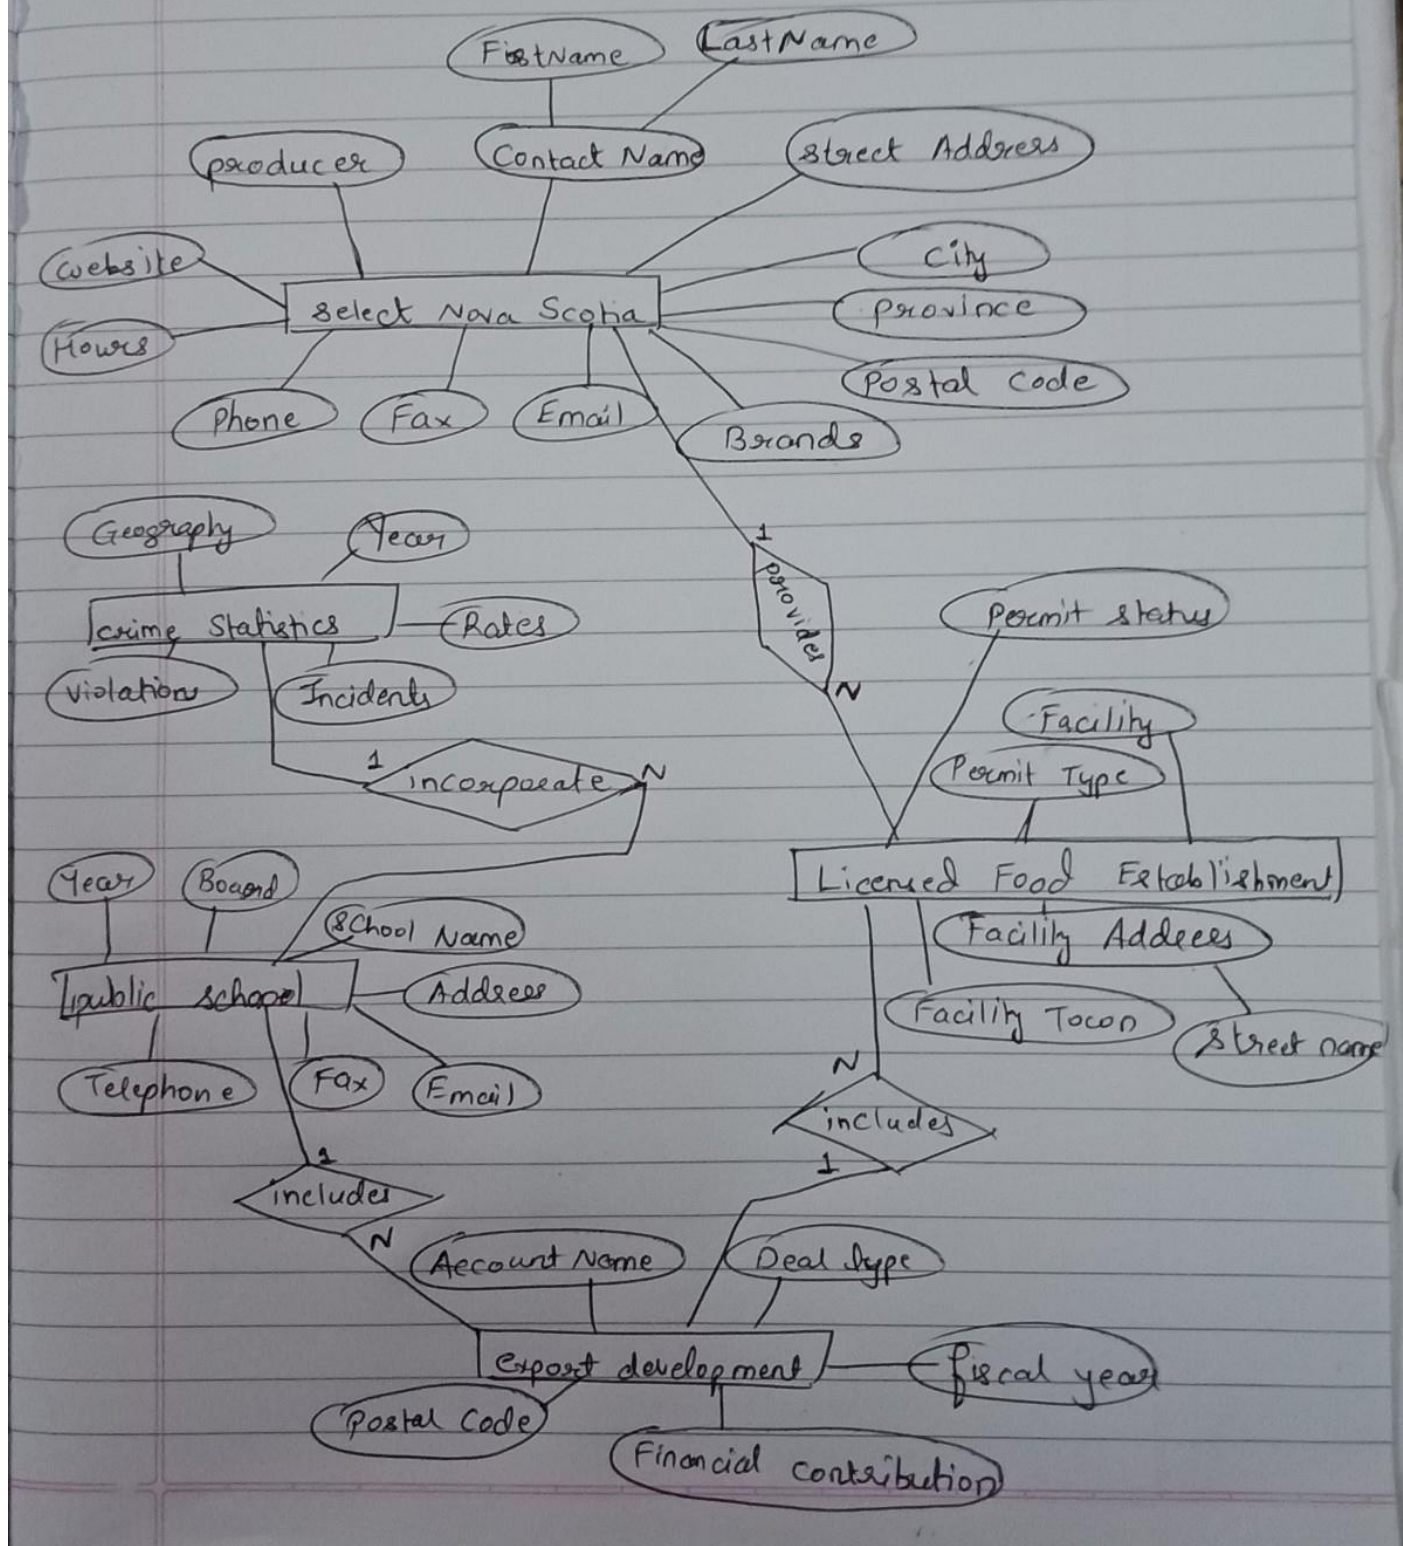 FirstName
LastName
producer
Contact Name
Street Address
website
City
Select Nova Scotia
Province
Hours
Postal Code
Phone
Fax
Email
Brands
Geography
Year
1
provides
crime Statistics
Rates
Permit status
Violation
Incidents
N
Facility
1
incorporate
N
Permit Type
Year
Board
Licensed Food Establishment
School Name
Facility Address
public school
Address
Facility Town
Street name
Telephone
Fax
Email
N
includes
1
1
includes
N
Account Name
Deal type
export development
fiscal year
Postal Code
Financial contribution